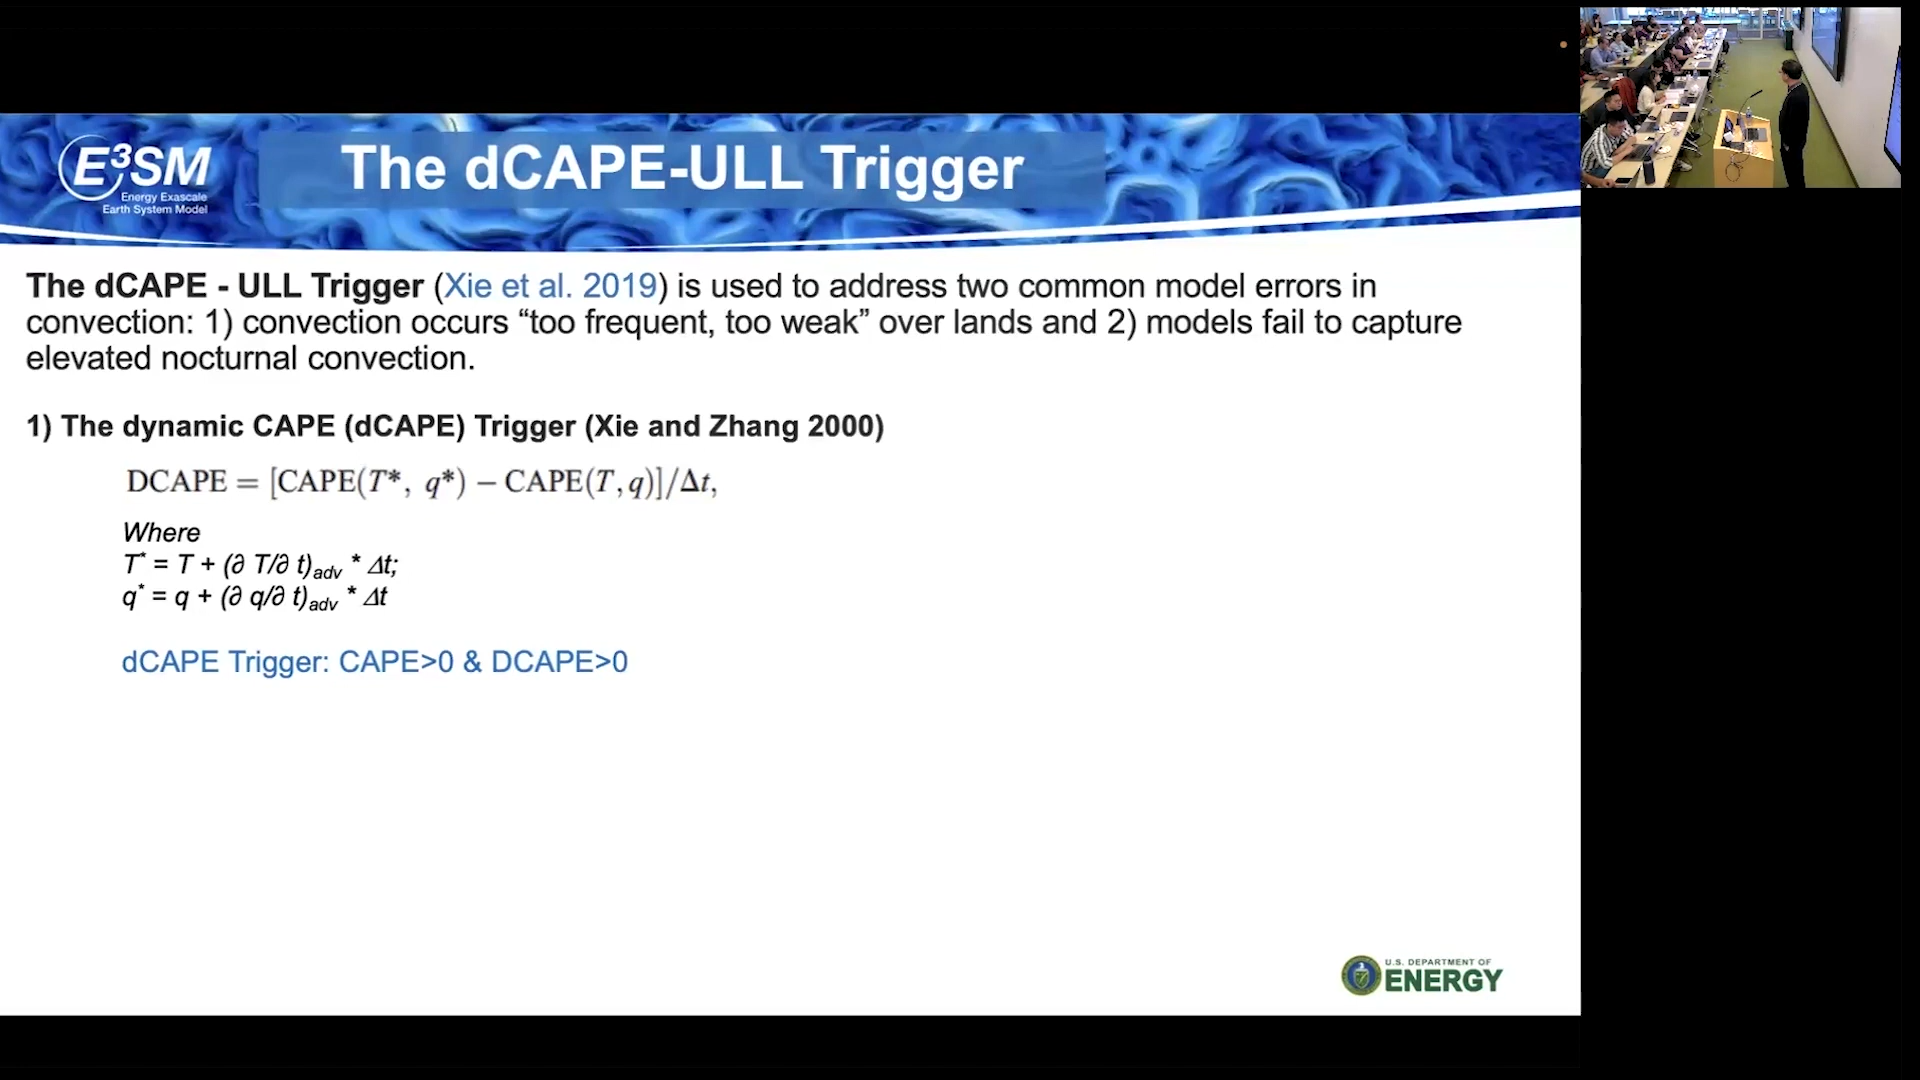 E3SM
Energy Exascale
Earth System Model
The dCAPE-ULL Trigger
The dCAPE - ULL Trigger (Xie et al. 2019) is used to address two common model errors in
convection: 1) convection occurs “too frequent, too weak” over lands and 2) models fail to capture
elevated nocturnal convection.
1) The dynamic CAPE (dCAPE) Trigger (Xie and Zhang 2000)
DCAPE = [CAPE(T*, q*) – CAPE(T,q)]/Δt,
Where
T* = T + (∂ T/∂ t)adv * Δt;
q* = q + (∂ q/∂ t)adv * Δt
dCAPE Trigger: CAPE>0 & DCAPE>0
U.S. DEPARTMENT OF
ENERGY